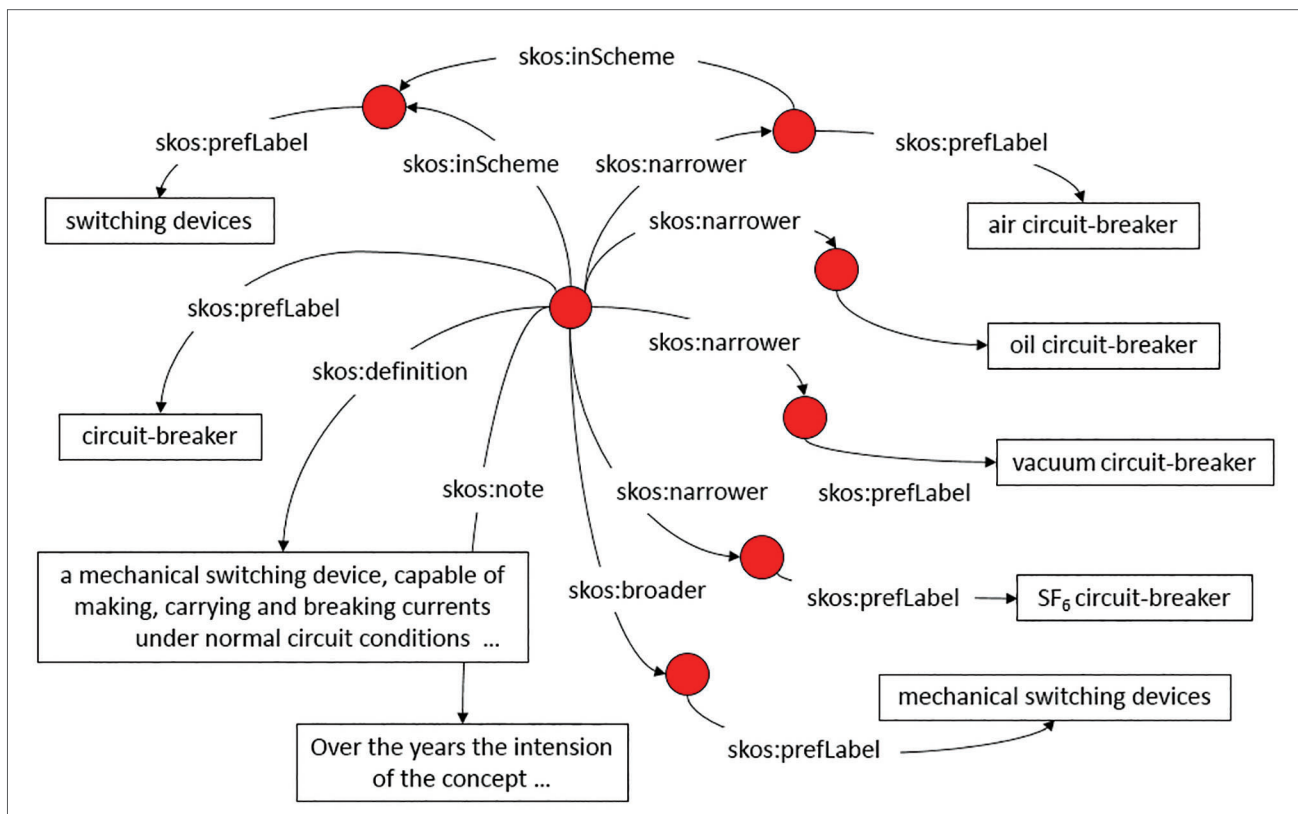 skos:inScheme
skos:prefLabel
skos:inScheme
skos:narrower
skos:prefLabel
switching devices
skos:narrower
air circuit-breaker
skos:prefLabel
skos:narrower
oil circuit-breaker
skos:definition
circuit-breaker
vacuum circuit-breaker
skos:note
skos:narrower
skos:prefLabel
a mechanical switching device, capable of
making, carrying and breaking currents
under normal circuit conditions ...
skos:broader
skos:prefLabel
SF₆ circuit-breaker
mechanical switching devices
Over the years the intension
of the concept ...
skos:prefLabel